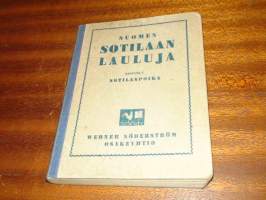 SUOMEN
SOTILAAN
LAULUJA
SOTILASPOIKA
WERNER SÖDERSTRÖM
OSAKEYHTIÖ